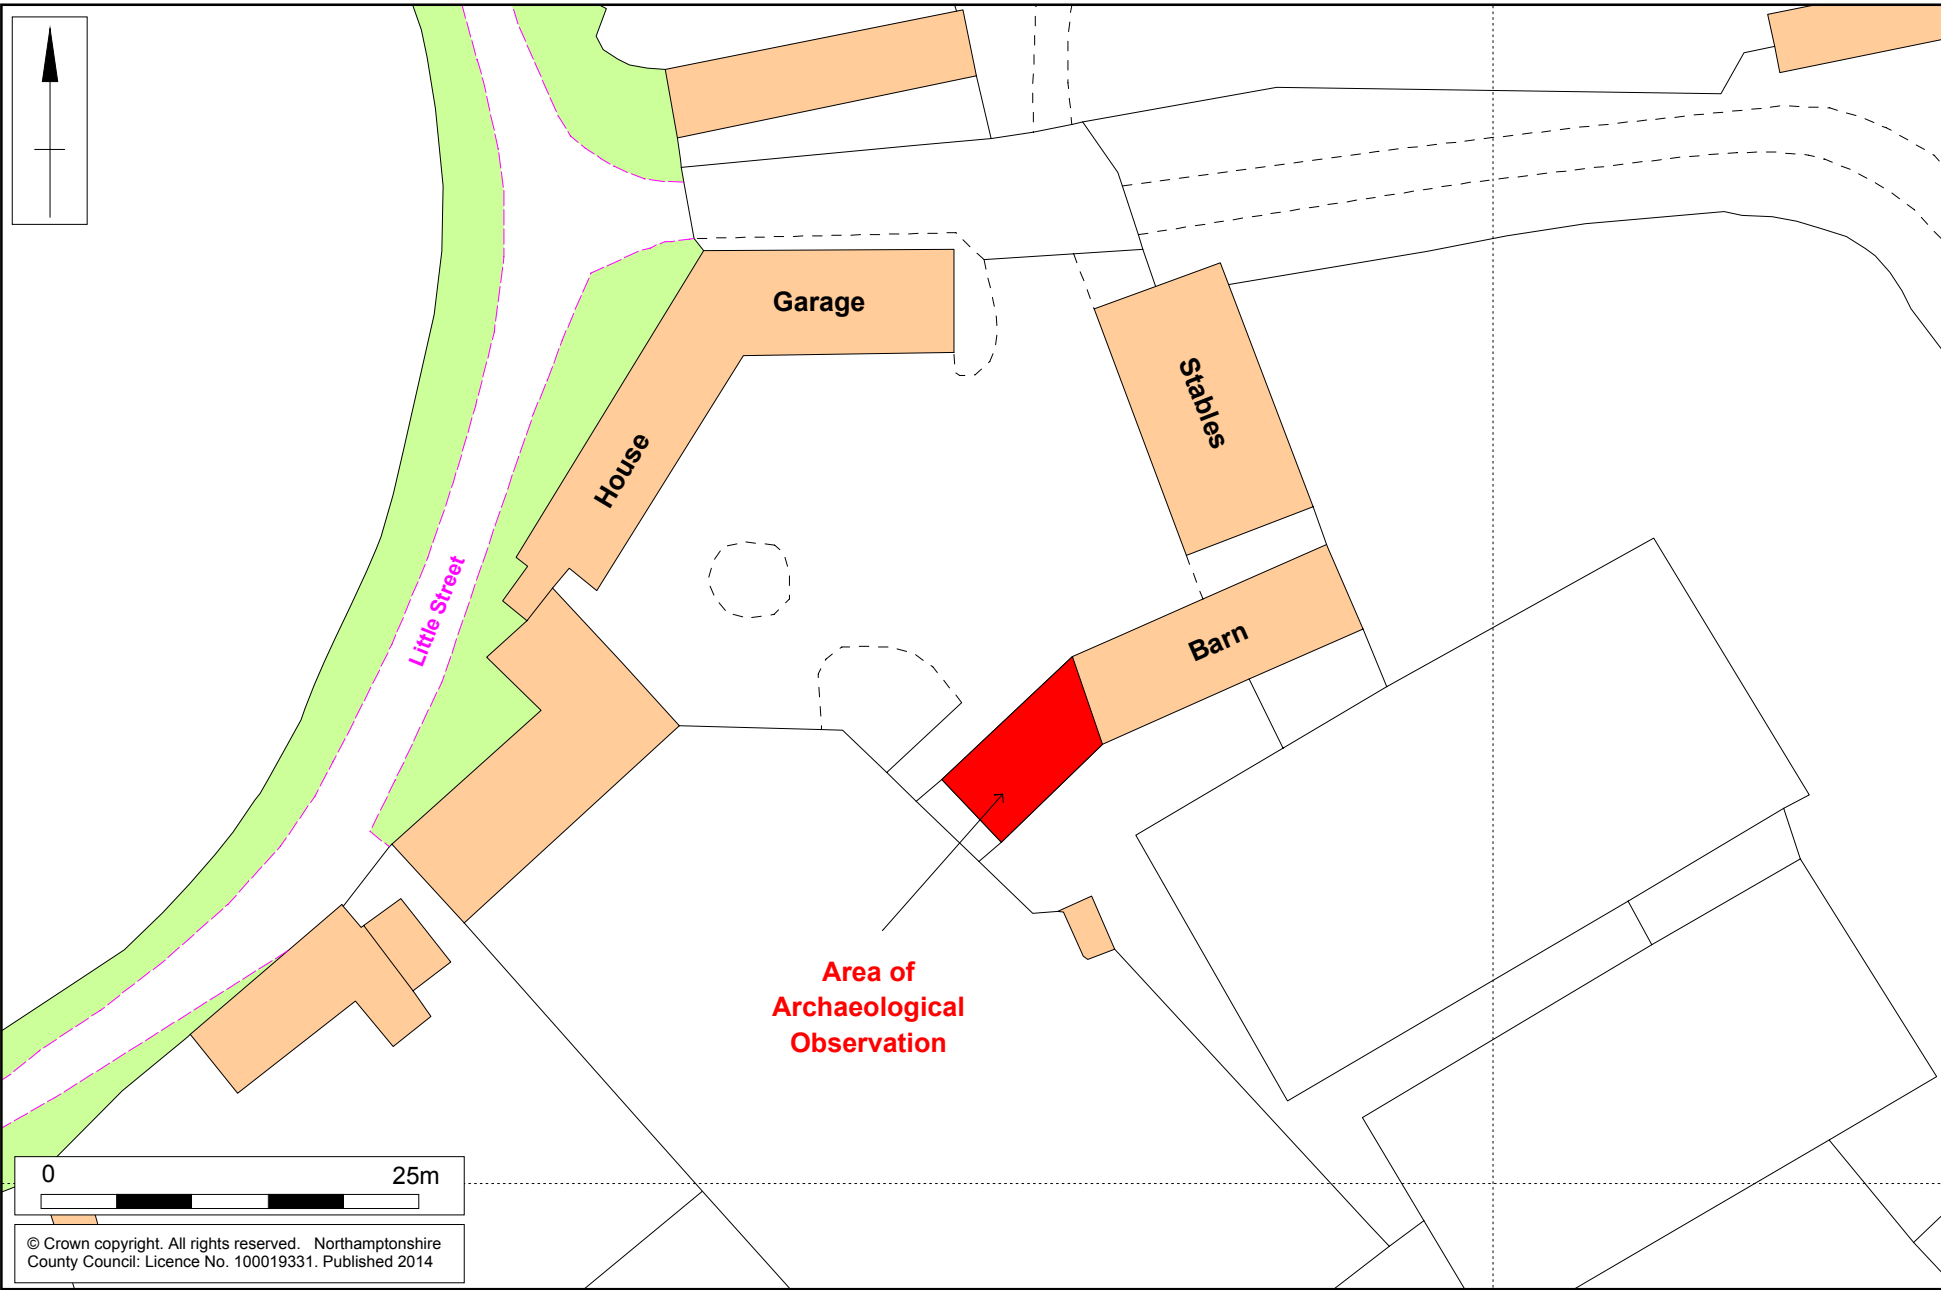 Garage
Stables
House
Little Street
Barn
Area of
Archaeological
Observation
0 25m
© Crown copyright. All rights reserved. Northamptonshire
County Council: Licence No. 100019331. Published 2014